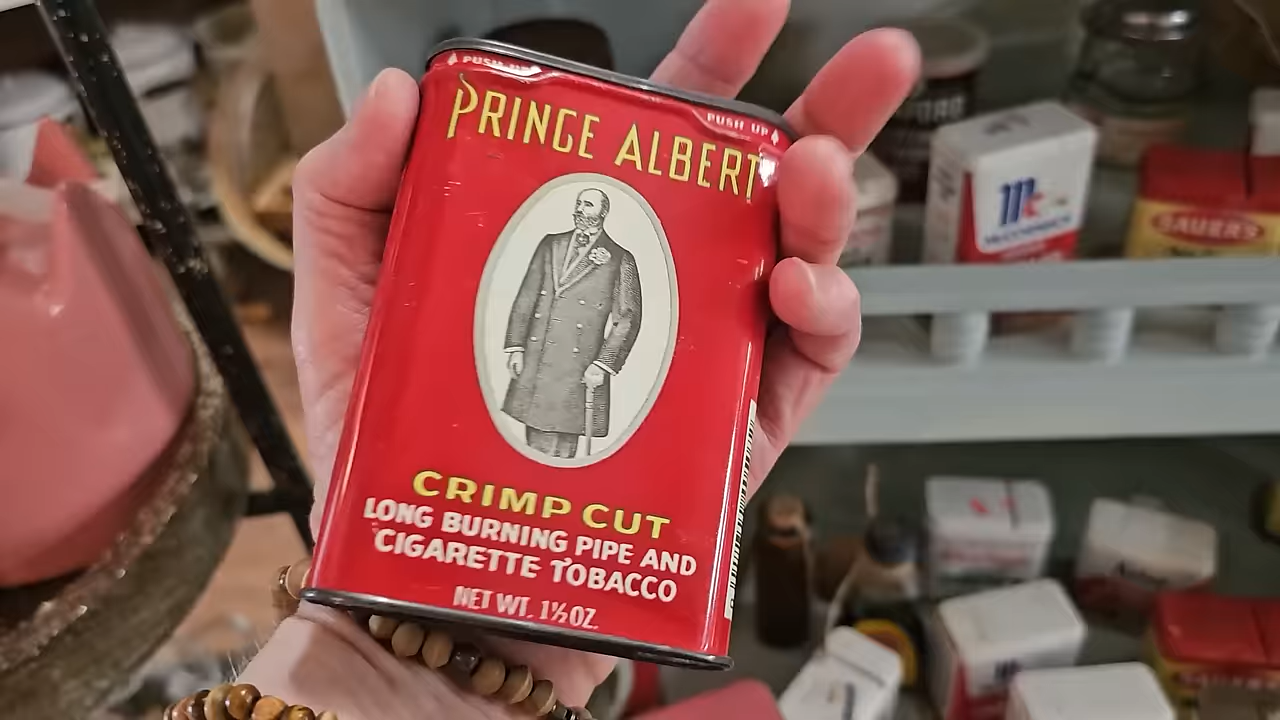 PUSH UP
PRINCE ALBERT
PUSH UP
CRIMP CUT
LONG BURNING PIPE AND
CIGARETTE TOBACCO
NET WT. 1½ OZ.
McCORMICK
SAUER'S